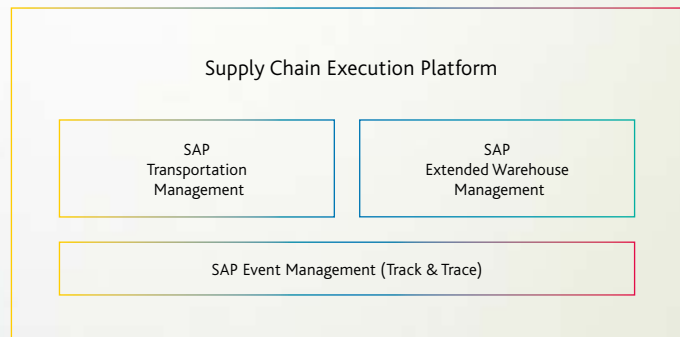 Supply Chain Execution Platform
SAP
Transportation
Management
SAP
Extended Warehouse
Management
SAP Event Management (Track & Trace)